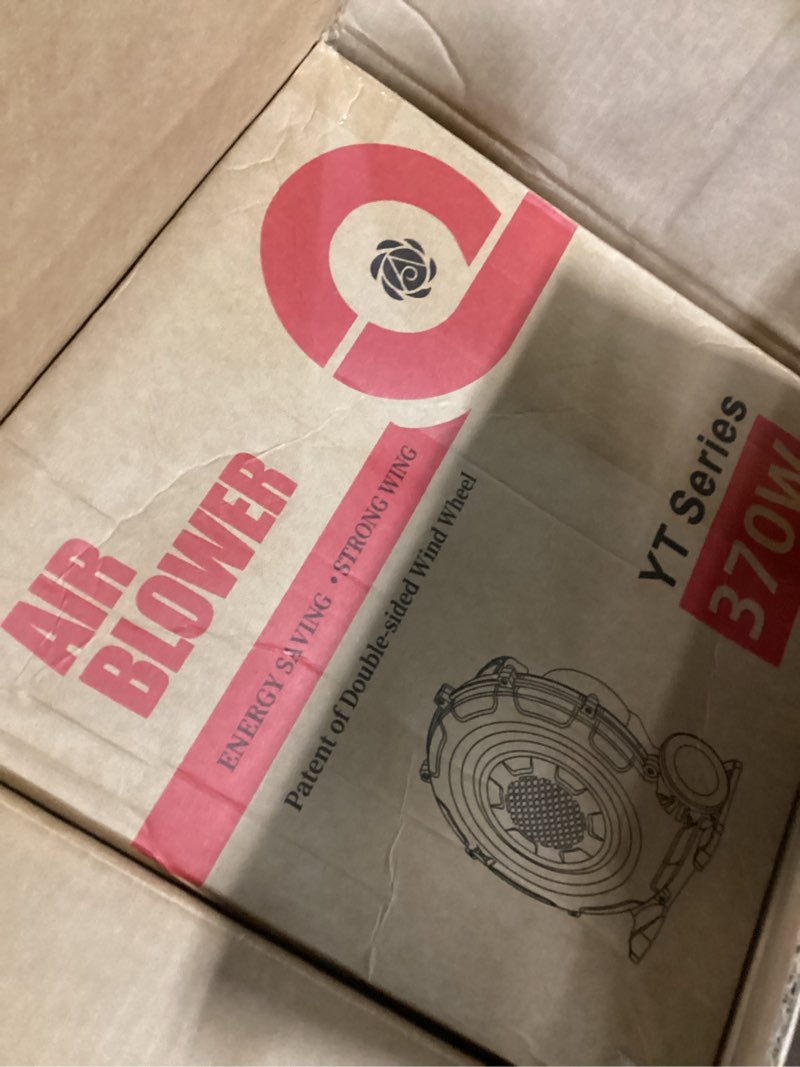 AIR
BLOWER
ENERGY SAVING • STRONG WING
Patent of Double-sided Wind Wheel
YT Series
370W